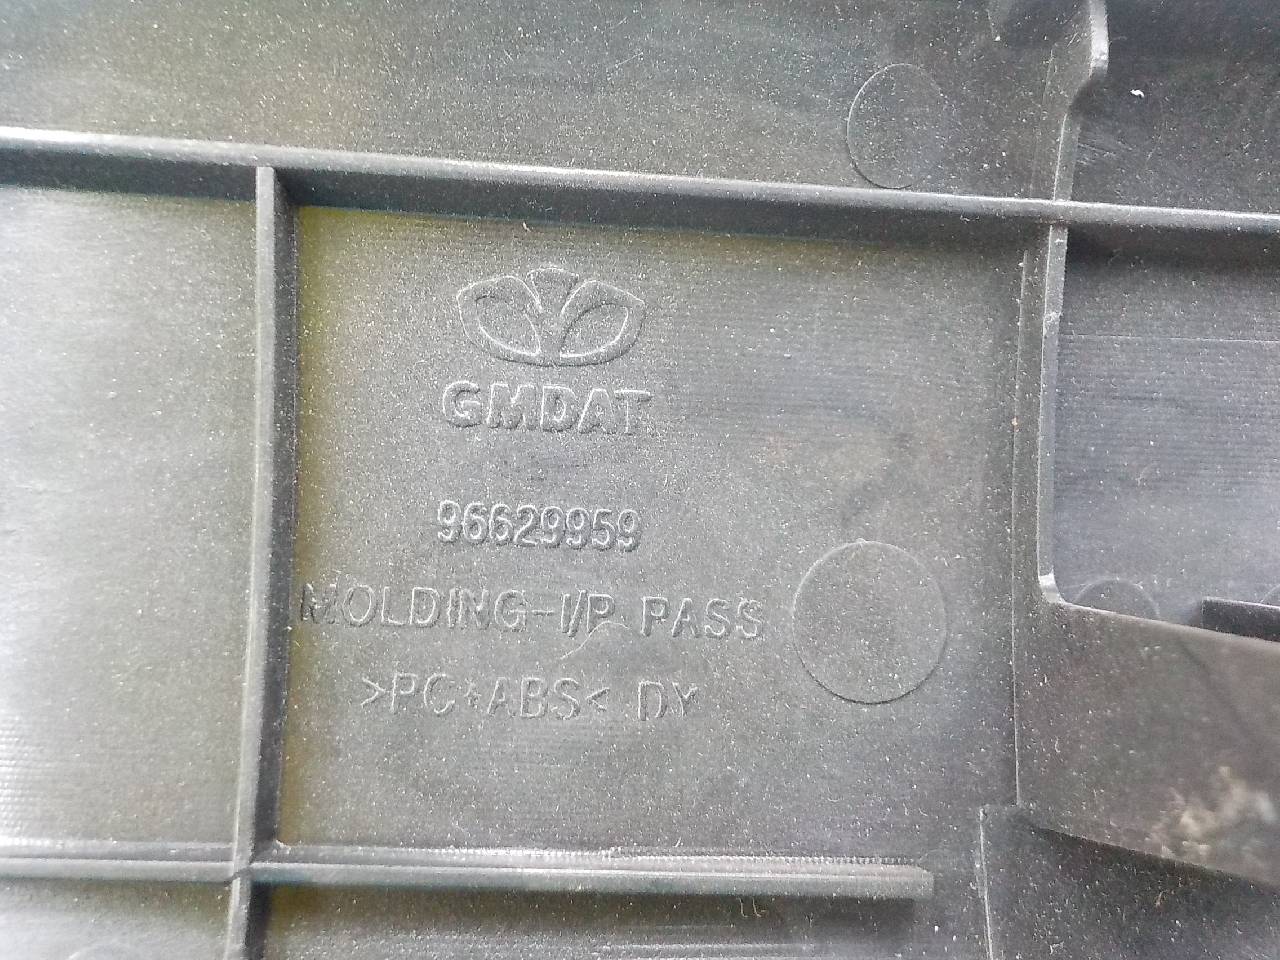 GMDAT
96629959
MOLDING-I/P PASS
>PC+ABS< DY